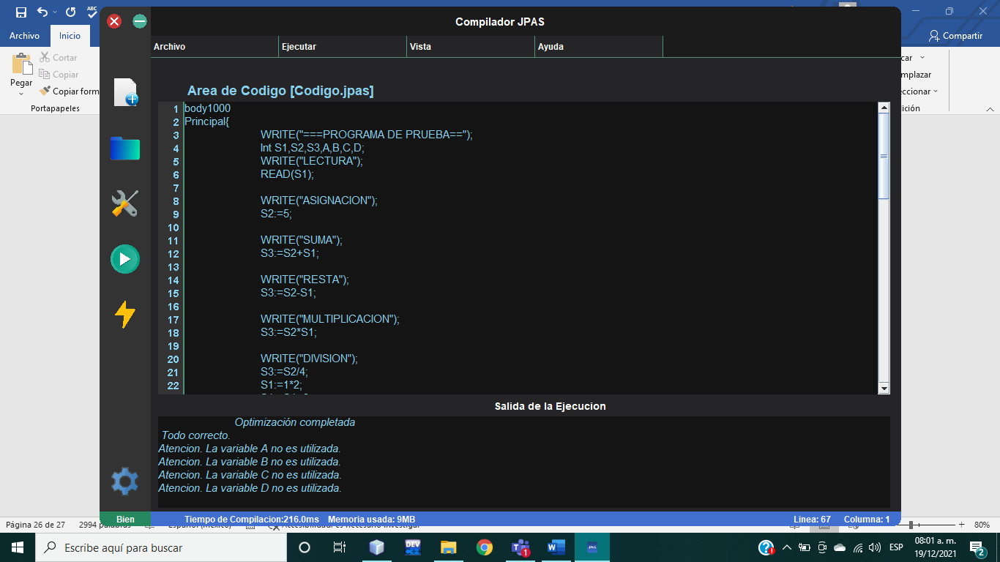 ABC
Compilador JPAS
Archivo
Inicio
Compartir
Cortar
Copiar
Copiar form
Pegar
Portapapeles
car
mplazar
eccionar
ición
Archivo
Ejecutar
Vista
Ayuda
Area de Codigo [Codigo.jpas]
1 body1000
2 Principal{
3 WRITE("===PROGRAMA DE PRUEBA==");
4 Int S1,S2,S3,A,B,C,D;
5 WRITE("LECTURA");
6 READ(S1);
7
8 WRITE("ASIGNACION");
9 S2:=5;
10
11 WRITE("SUMA");
12 S3:=S2+S1;
13
14 WRITE("RESTA");
15 S3:=S2-S1;
16
17 WRITE("MULTIPLICACION");
18 S3:=S2*S1;
19
20 WRITE("DIVISION");
21 S3:=S2/4;
22 S1:=1*2;
Salida de la Ejecucion
Optimización completada
Todo correcto.
Atencion. La variable A no es utilizada.
Atencion. La variable B no es utilizada.
Atencion. La variable C no es utilizada.
Atencion. La variable D no es utilizada.
Bien
Tiempo de Compilacion:216.0ms Memoria usada: 9MB
Linea: 67 Columna: 1
Página 26 de 27 2994 palabras
80%
Escribe aquí para buscar
DEV
1
ESP
08:01 a. m.
19/12/2021
2